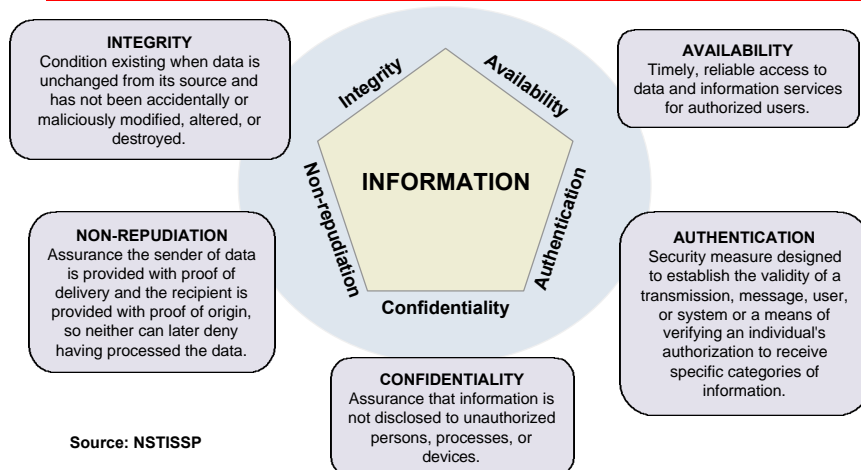 INTEGRITY
Condition existing when data is
unchanged from its source and
has not been accidentally or
maliciously modified, altered, or
destroyed.
AVAILABILITY
Timely, reliable access to
data and information services
for authorized users.
Integrity
Availability
INFORMATION
Non-repudiation
Authentication
Confidentiality
NON-REPUDIATION
Assurance the sender of data
is provided with proof of
delivery and the recipient is
provided with proof of origin,
so neither can later deny
having processed the data.
AUTHENTICATION
Security measure designed
to establish the validity of a
transmission, message, user,
or system or a means of
verifying an individual's
authorization to receive
specific categories of
information.
CONFIDENTIALITY
Assurance that information is
not disclosed to unauthorized
persons, processes, or
devices.
Source: NSTISSP